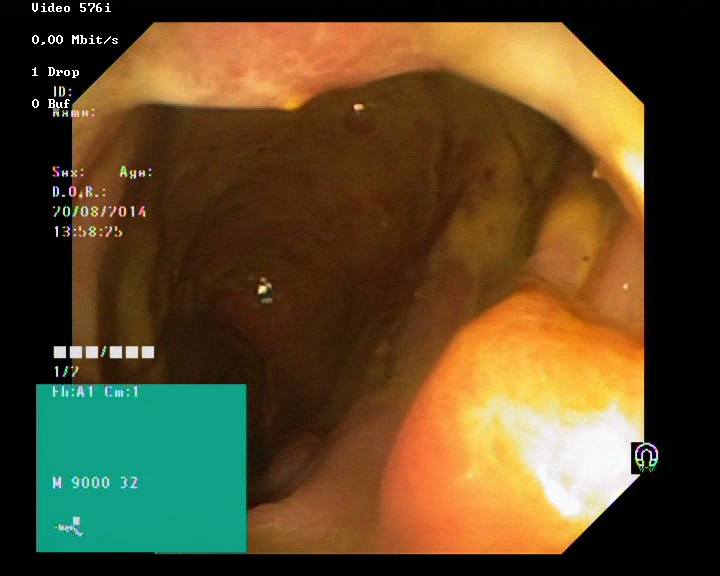 Video 576i
0,00 Mbit/s
1 Drop
0 Buf
ID:
Name:
Sex: Age:
D.O.B.:
20/08/2014
13:58:25
■■■/■■■
1/2
Eh:A1 Cm:1
M 9000 32